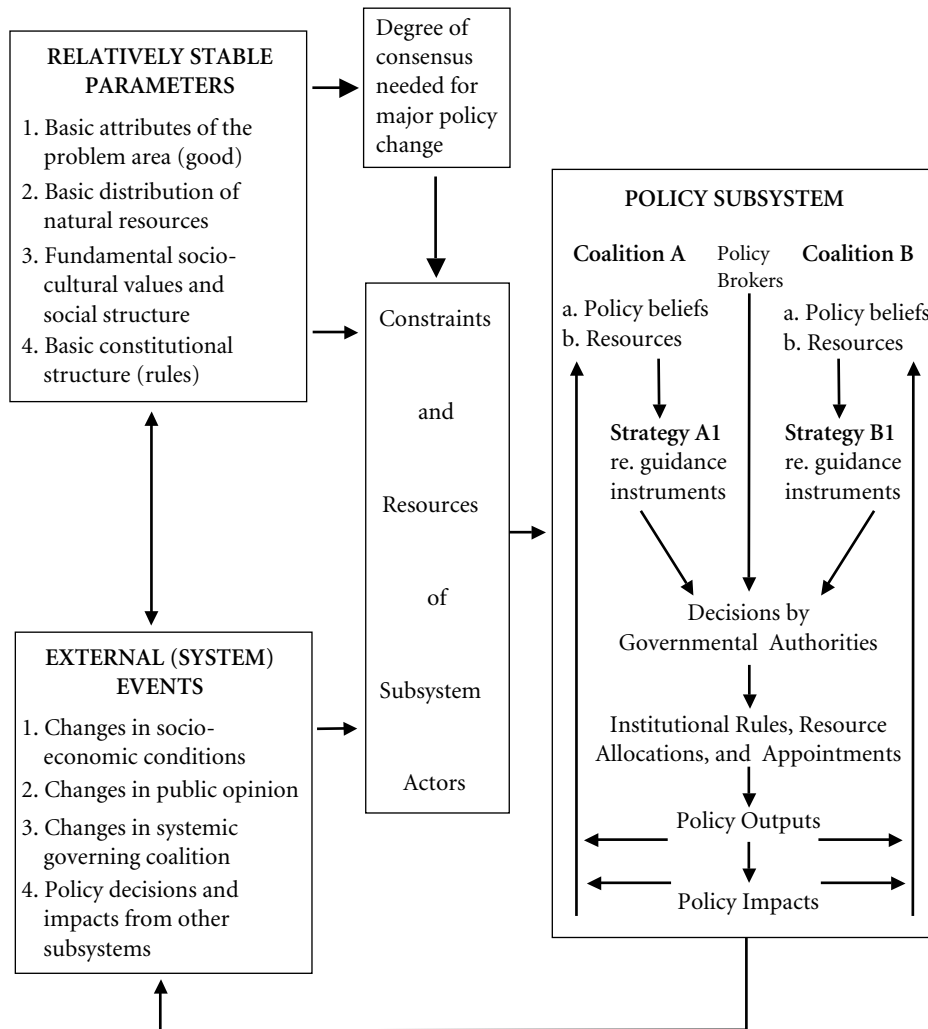 RELATIVELY STABLE
PARAMETERS
1. Basic attributes of the
problem area (good)
2. Basic distribution of
natural resources
3. Fundamental socio-
cultural values and
social structure
4. Basic constitutional
structure (rules)
Degree of
consensus
needed for
major policy
change
EXTERNAL (SYSTEM)
EVENTS
1. Changes in socio-
economic conditions
2. Changes in public opinion
3. Changes in systemic
governing coalition
4. Policy decisions and
impacts from other
subsystems
Constraints
and
Resources
of
Subsystem
Actors
POLICY SUBSYSTEM
Coalition A
Policy
Brokers
Coalition B
a. Policy beliefs
b. Resources
a. Policy beliefs
b. Resources
Strategy A1
re. guidance
instruments
Strategy B1
re. guidance
instruments
Decisions by
Governmental Authorities
Institutional Rules, Resource
Allocations, and Appointments
Policy Outputs
Policy Impacts